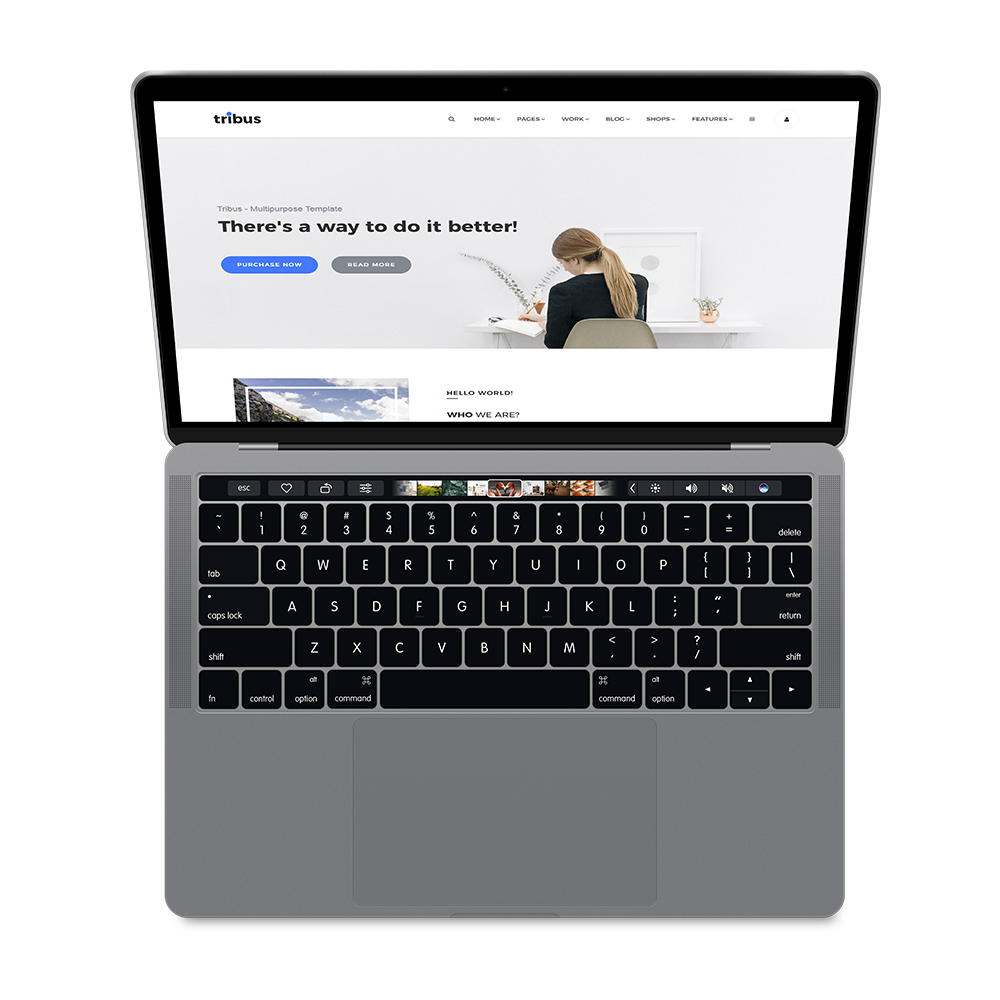 tribus
HOME PAGES WORK BLOG SHOPS FEATURES
Tribus - Multipurpose Template
There's a way to do it better!
PURCHASE NOW READ MORE
HELLO WORLD!
WHO WE ARE?
esc
~ ! @ # $ % ^ & * ( ) – +
` 1 2 3 4 5 6 7 8 9 0 - = delete
tab Q W E R T Y U I O P { [ } ] | \
caps lock A S D F G H J K L : ; “ ‘ enter return
shift Z X C V B N M < , > . ? / shift
fn control alt option ⌘ command ⌘ command alt option ◄ ▲ ▼ ►